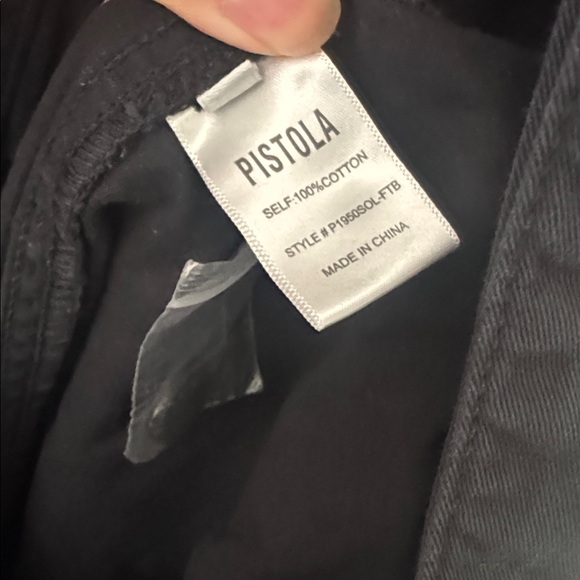 PISTOLA
SELF:100%COTTON
STYLE # P1950SOL-FTB
MADE IN CHINA